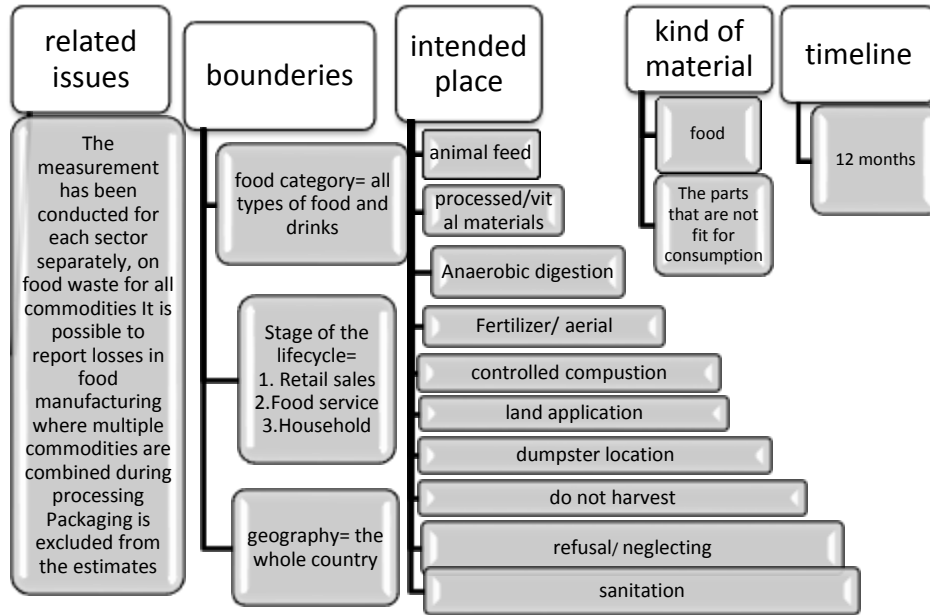 related
issues
The
measurement
has been
conducted for
each sector
separately, on
food waste for all
commodities It is
possible to
report losses in
food
manufacturing
where multiple
commodities are
combined during
processing
Packaging is
excluded from
the estimates
bounderies
food category= all
types of food and
drinks
Stage of the
lifecycle=
1. Retail sales
2.Food service
3.Household
geography= the
whole country
intended
place
animal feed
processed/vit
al materials
Anaerobic digestion
Fertilizer/ aerial
controlled compustion
land application
dumpster location
do not harvest
refusal/ neglecting
sanitation
kind of
material
food
The parts
that are not
fit for
consumption
timeline
12 months